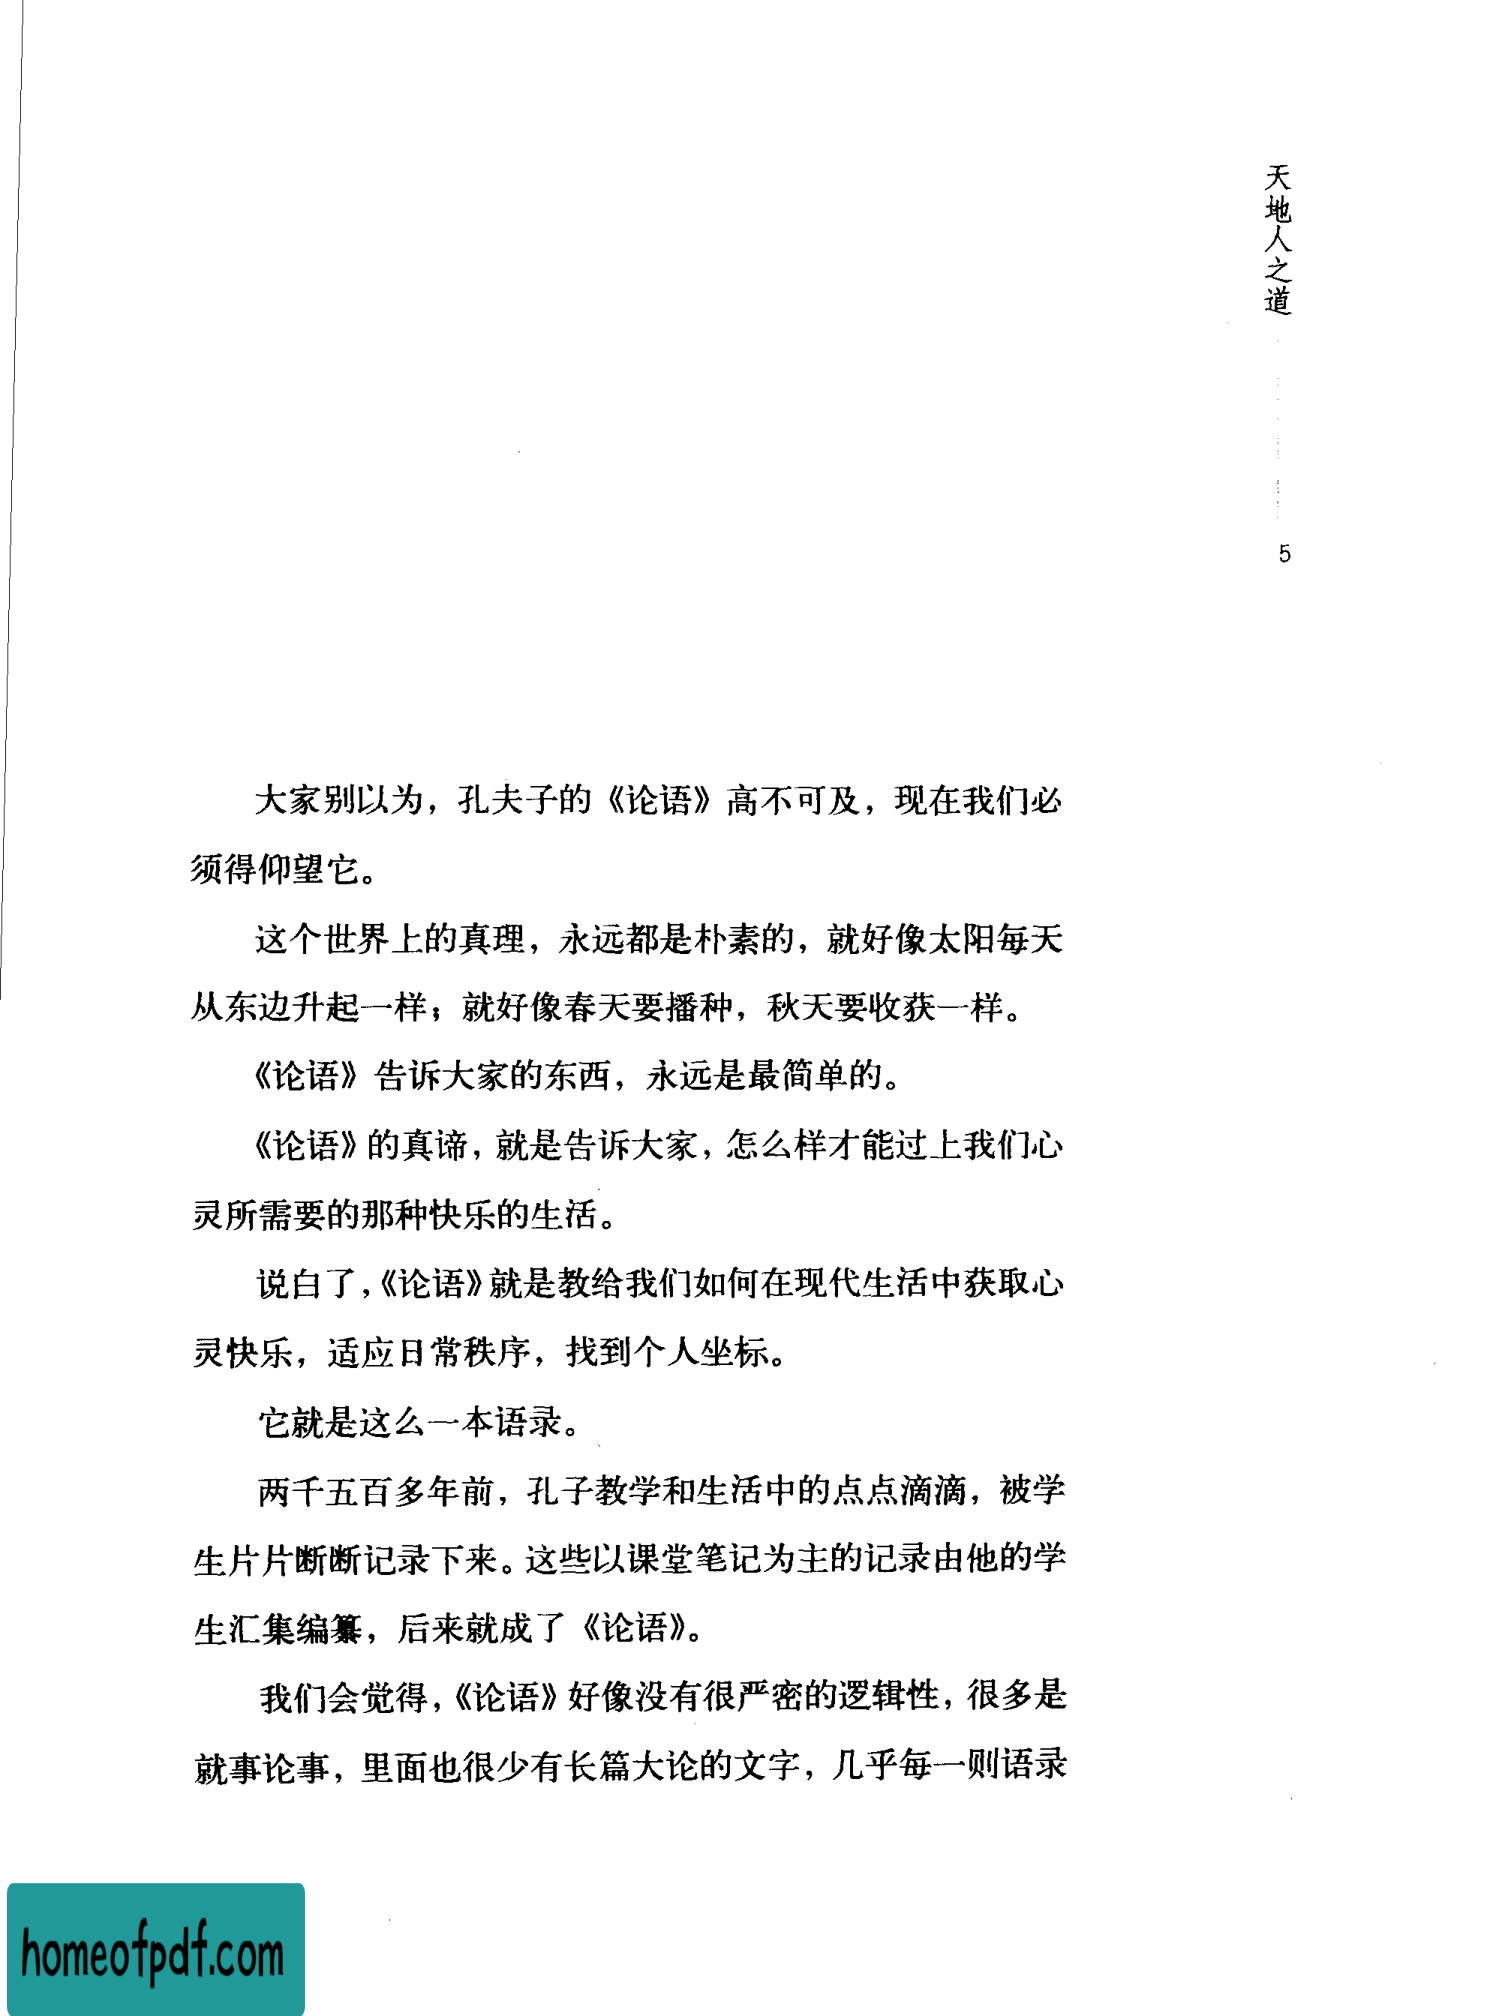 天地人之道
5
大家别以为，孔夫子的《论语》高不可及，现在我们必
须得仰望它。
这个世界上的真理，永远都是朴素的，就好像太阳每天
从东边升起一样；就好像春天要播种，秋天要收获一样。
《论语》告诉大家的东西，永远是最简单的。
《论语》的真谛，就是告诉大家，怎么样才能过上我们心
灵所需要的那种快乐的生活。
说白了，《论语》就是教给我们如何在现代生活中获取心
灵快乐，适应日常秩序，找到个人坐标。
它就是这么一本语录。
两千五百多年前，孔子教学和生活中的点点滴滴，被学
生片片断断记录下来。这些以课堂笔记为主的记录由他的学
生汇集编纂，后来就成了《论语》。
我们会觉得，《论语》好像没有很严密的逻辑性，很多是
就事论事，里面也很少有长篇大论的文字，几乎每一则语录
homeofpdf.com